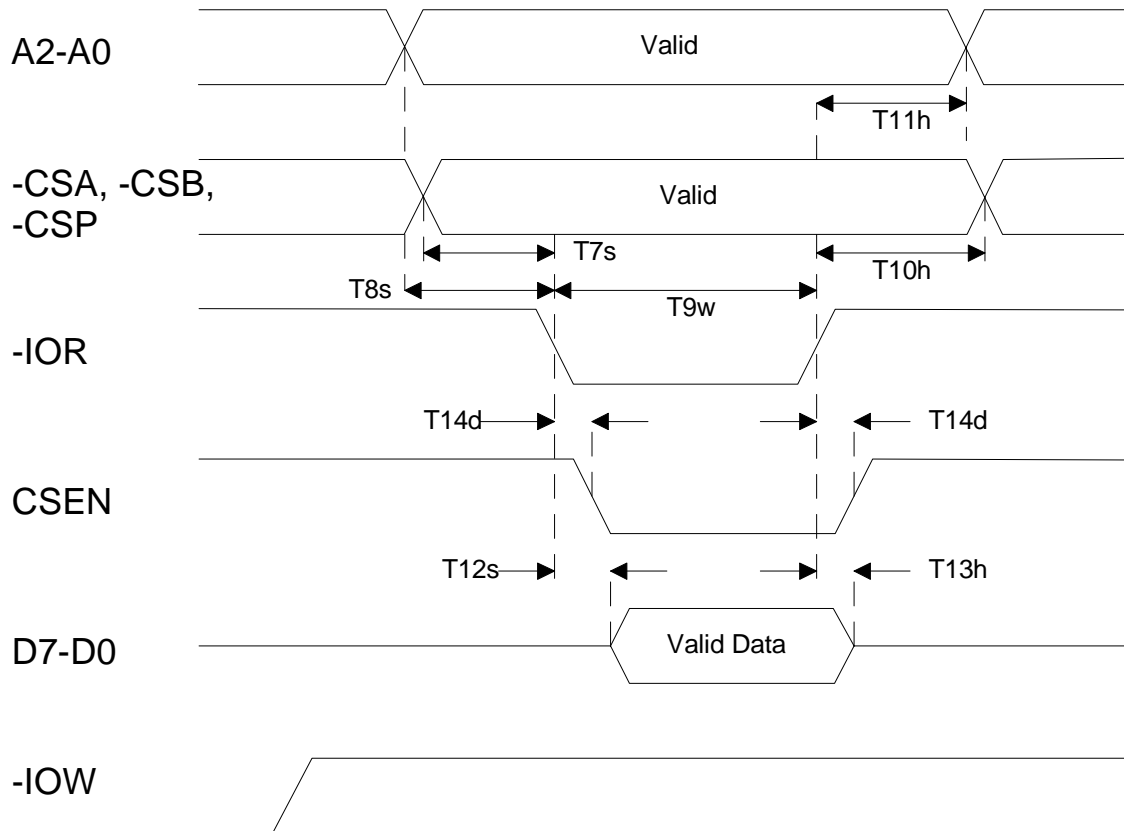 A2-A0
Valid
T11h
-CSA, -CSB,
-CSP
Valid
T7s
T10h
T8s
T9w
-IOR
T14d
T14d
CSEN
T12s
T13h
D7-D0
Valid Data
-IOW